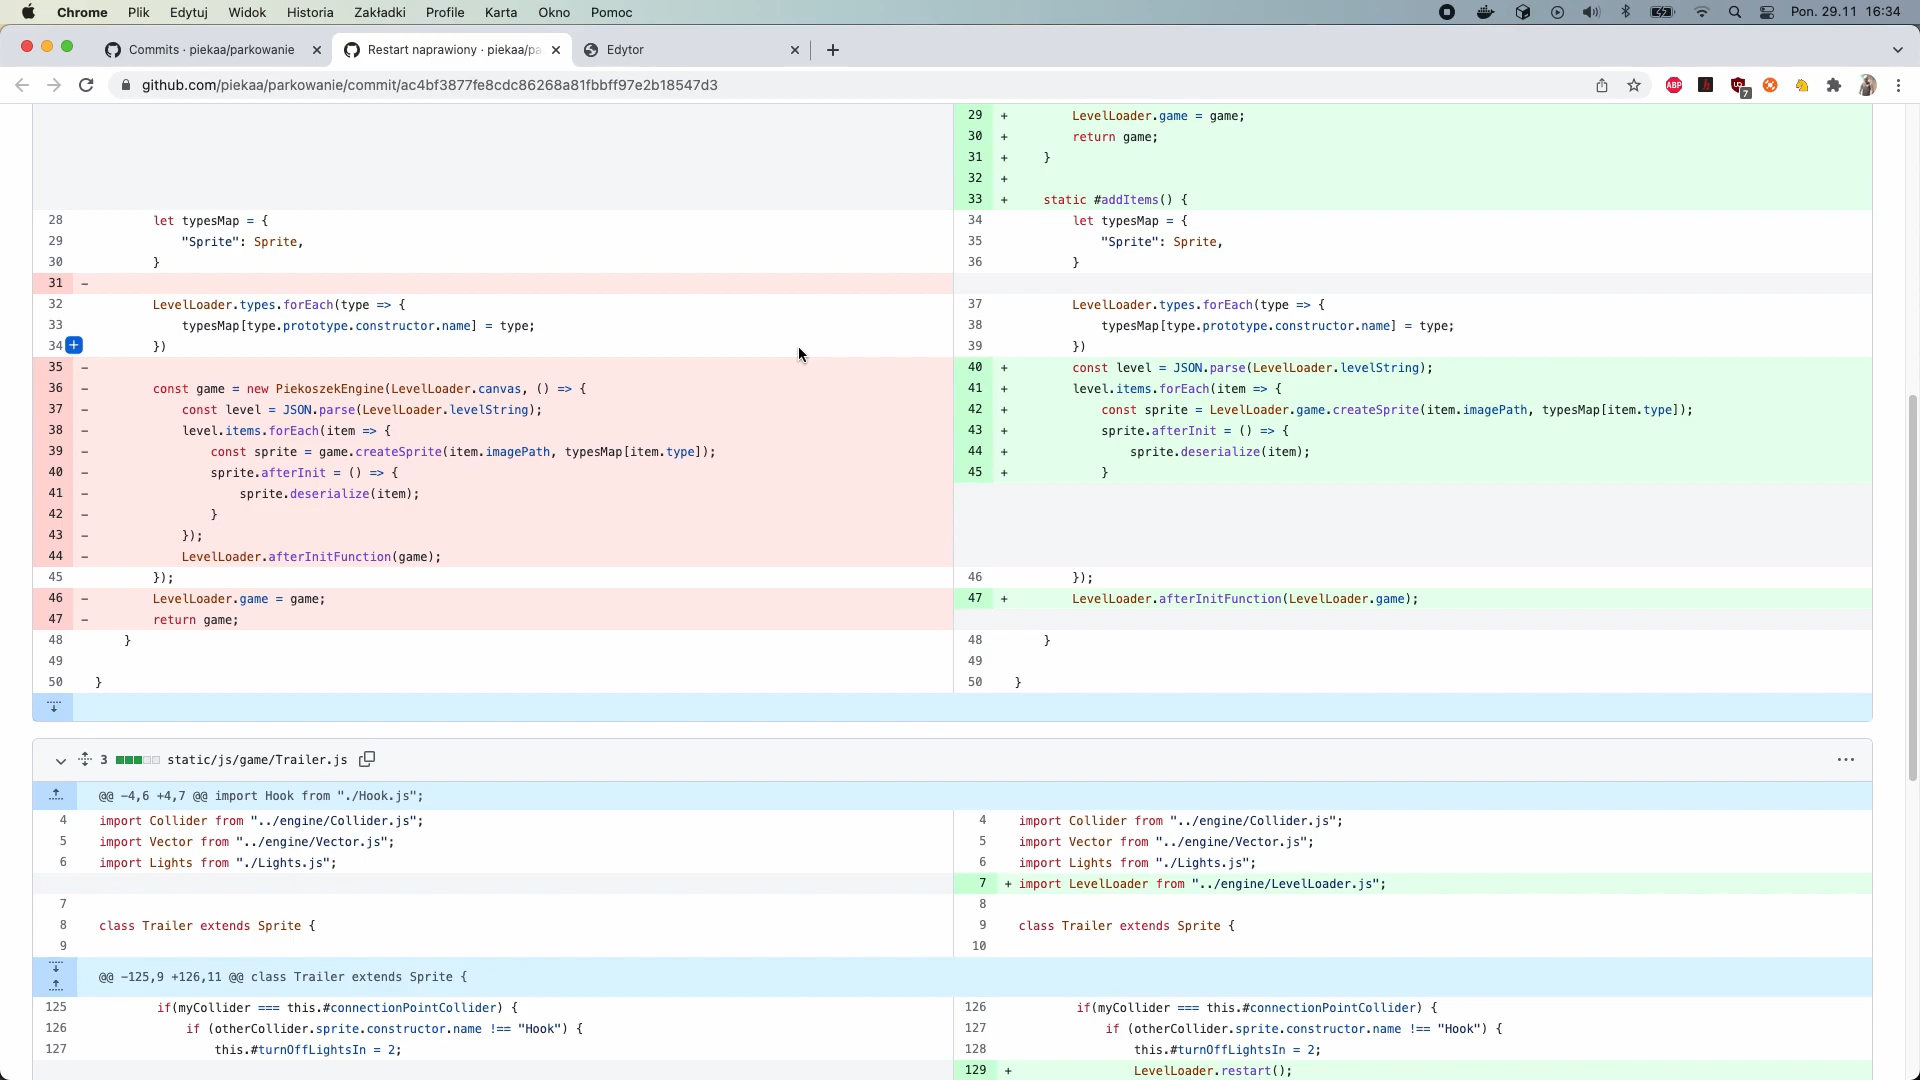 Chrome Plik Edytuj Widok Historia Zakładki Profile Karta Okno Pomoc Pon. 29.11 16:34
Commits · piekaa/parkowanie Restart naprawiony · piekaa/pa Edytor
github.com/piekaa/parkowanie/commit/ac4bf3877fe8cdc86268a81fbbff97e2b18547d3 ABP 7
29 + LevelLoader.game = game;
30 + return game;
31 + }
32 +
33 + static #addItems() {
28 let typesMap = { 34 let typesMap = {
29 "Sprite": Sprite, 35 "Sprite": Sprite,
30 } 36 }
31 -
32 LevelLoader.types.forEach(type => { 37 LevelLoader.types.forEach(type => {
33 typesMap[type.prototype.constructor.name] = type; 38 typesMap[type.prototype.constructor.name] = type;
34 + }) 39 })
35 - 40 + const level = JSON.parse(LevelLoader.levelString);
36 - const game = new PiekoszekEngine(LevelLoader.canvas, () => { 41 + level.items.forEach(item => {
37 - const level = JSON.parse(LevelLoader.levelString); 42 + const sprite = LevelLoader.game.createSprite(item.imagePath, typesMap[item.type]);
38 - level.items.forEach(item => { 43 + sprite.afterInit = () => {
39 - const sprite = game.createSprite(item.imagePath, typesMap[item.type]); 44 + sprite.deserialize(item);
40 - sprite.afterInit = () => { 45 + }
41 - sprite.deserialize(item);
42 - }
43 - });
44 - LevelLoader.afterInitFunction(game);
45 }); 46 });
46 - LevelLoader.game = game; 47 + LevelLoader.afterInitFunction(LevelLoader.game);
47 - return game;
48 } 48 }
49 49
50 } 50 }
3 static/js/game/Trailer.js ...
@@ -4,6 +4,7 @@ import Hook from "./Hook.js";
4 import Collider from "../engine/Collider.js"; 4 import Collider from "../engine/Collider.js";
5 import Vector from "../engine/Vector.js"; 5 import Vector from "../engine/Vector.js";
6 import Lights from "./Lights.js"; 6 import Lights from "./Lights.js";
7 + import LevelLoader from "../engine/LevelLoader.js";
7 8
8 class Trailer extends Sprite { 9 class Trailer extends Sprite {
9 10
@@ -125,9 +126,11 @@ class Trailer extends Sprite {
125 if(myCollider === this.#connectionPointCollider) { 126 if(myCollider === this.#connectionPointCollider) {
126 if (otherCollider.sprite.constructor.name !== "Hook") { 127 if (otherCollider.sprite.constructor.name !== "Hook") {
127 this.#turnOffLightsIn = 2; 128 this.#turnOffLightsIn = 2;
129 + LevelLoader.restart();